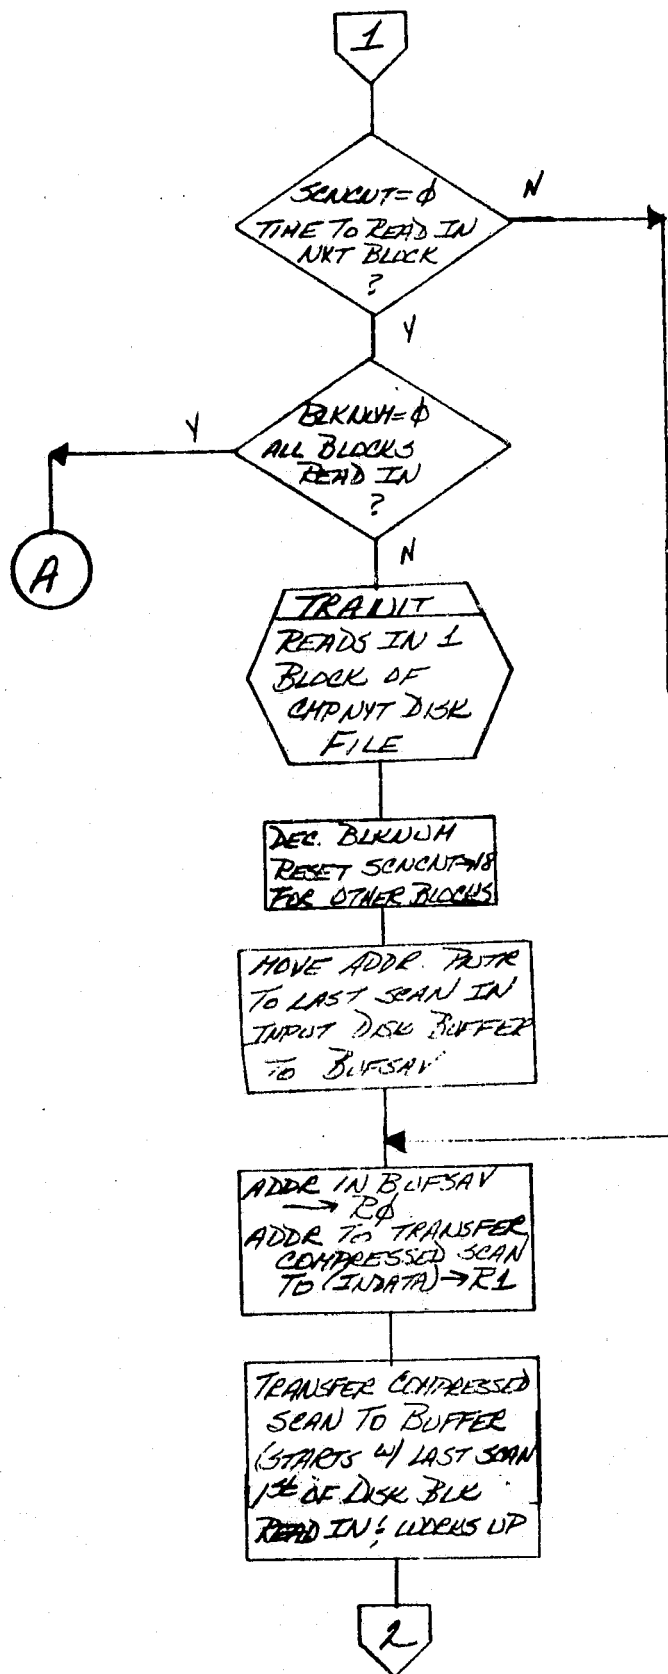 1
SCNCNT=ϕ
TIME TO READ IN
NXT BLOCK
?
N
Y
BLKNUM=ϕ
ALL BLOCKS
READ IN
?
Y
N
A
TRANIT
READS IN 1
BLOCK OF
DISK
FILE
DEC. BLKNUM
RESET SCNCNT→18
FOR OTHER BLOCKS
MOVE ADDR. PNTR
TO LAST SCAN IN
INPUT DISK BUFFER
TO BUFSAV
ADDR IN BUFSAV
→ Rϕ
ADDR TO TRANSFER
COMPRESSED SCAN
TO (INDATA)→R1
TRANSFER COMPRESSED
SCAN TO BUFFER
(STARTS W/ LAST SCAN
1st OF DISK BLK
READ IN & WORKS UP
2